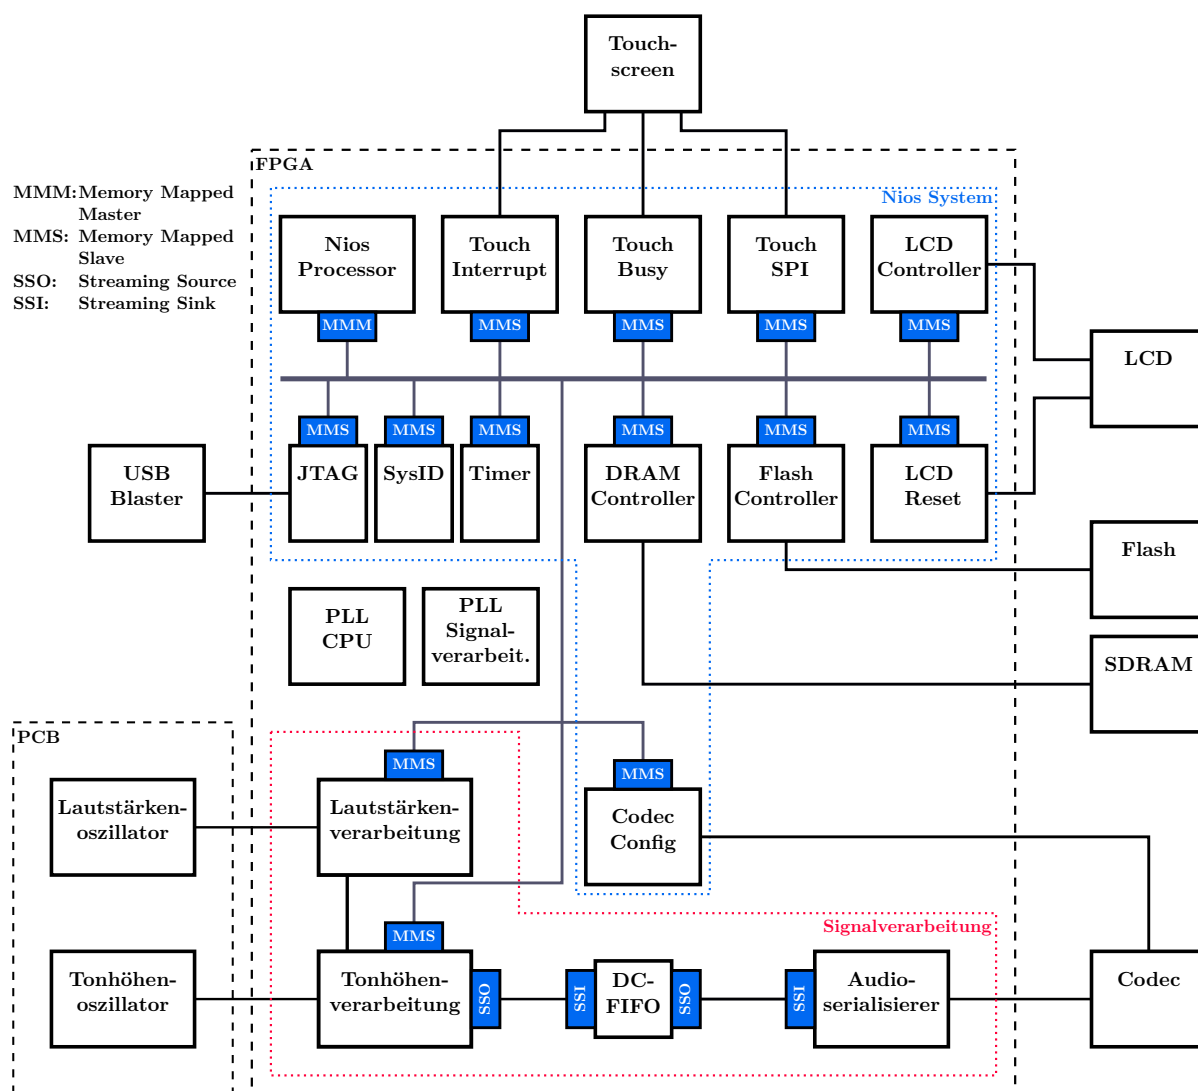 Touch-
screen
FPGA
MMM: Memory Mapped
Master
MMS: Memory Mapped
Slave
SSO: Streaming Source
SSI: Streaming Sink
Nios System
Nios
Processor
Touch
Interrupt
Touch
Busy
Touch
SPI
LCD
Controller
MMM
MMS
MMS
MMS
MMS
LCD
MMS
MMS
MMS
MMS
MMS
MMS
USB
Blaster
JTAG
SysID
Timer
DRAM
Controller
Flash
Controller
LCD
Reset
Flash
PLL
CPU
PLL
Signal-
verarbeit.
SDRAM
PCB
MMS
MMS
Lautstärken-
oszillator
Lautstärken-
verarbeitung
Codec
Config
Signalverarbeitung
MMS
Tonhöhen-
oszillator
Tonhöhen-
verarbeitung
SSO
SSI
DC-
FIFO
SSO
SSI
Audio-
serialisierer
Codec